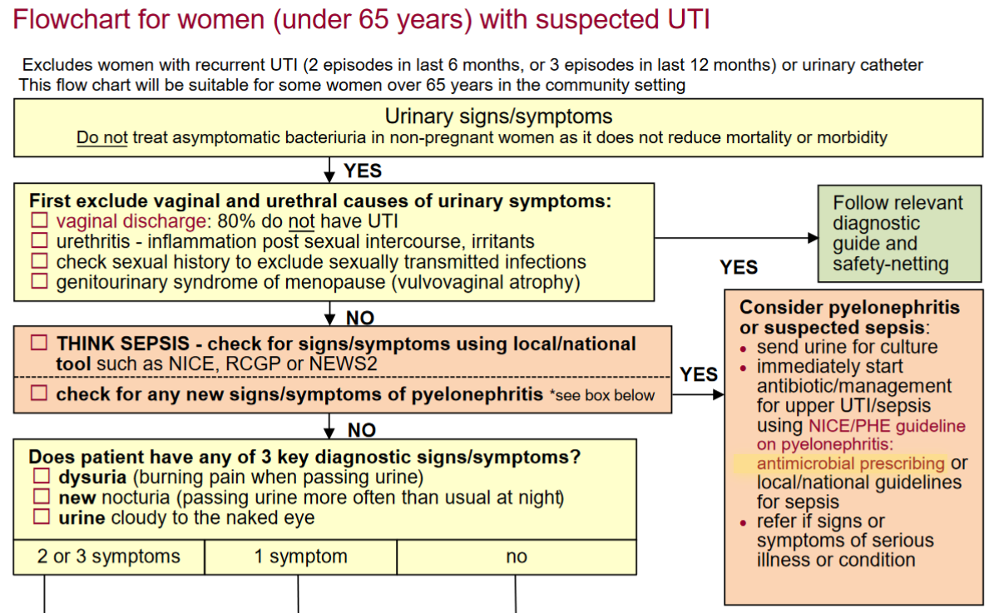 Flowchart for women (under 65 years) with suspected UTI
Excludes women with recurrent UTI (2 episodes in last 6 months, or 3 episodes in last 12 months) or urinary catheter
This flow chart will be suitable for some women over 65 years in the community setting
Urinary signs/symptoms
Do not treat asymptomatic bacteriuria in non-pregnant women as it does not reduce mortality or morbidity
YES
First exclude vaginal and urethral causes of urinary symptoms:
vaginal discharge: 80% do not have UTI
urethritis - inflammation post sexual intercourse, irritants
check sexual history to exclude sexually transmitted infections
genitourinary syndrome of menopause (vulvovaginal atrophy)
YES
Follow relevant
diagnostic
guide and
safety-netting
NO
THINK SEPSIS - check for signs/symptoms using local/national
tool such as NICE, RCGP or NEWS2
check for any new signs/symptoms of pyelonephritis *see box below
YES
Consider pyelonephritis
or suspected sepsis:
• send urine for culture
• immediately start
antibiotic/management
for upper UTI/sepsis
using NICE/PHE guideline
on pyelonephritis:
antimicrobial prescribing or
local/national guidelines
for sepsis
• refer if signs or
symptoms of serious
illness or condition
NO
Does patient have any of 3 key diagnostic signs/symptoms?
dysuria (burning pain when passing urine)
new nocturia (passing urine more often than usual at night)
urine cloudy to the naked eye
2 or 3 symptoms
1 symptom
no